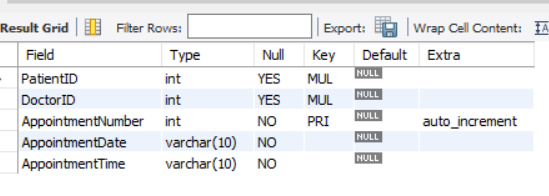 Result Grid Filter Rows: Export: Wrap Cell Content:
Field Type Null Key Default Extra
PatientID int YES MUL NULL
DoctorID int YES MUL NULL
AppointmentNumber int NO PRI NULL auto_increment
AppointmentDate varchar(10) NO NULL
AppointmentTime varchar(10) NO NULL